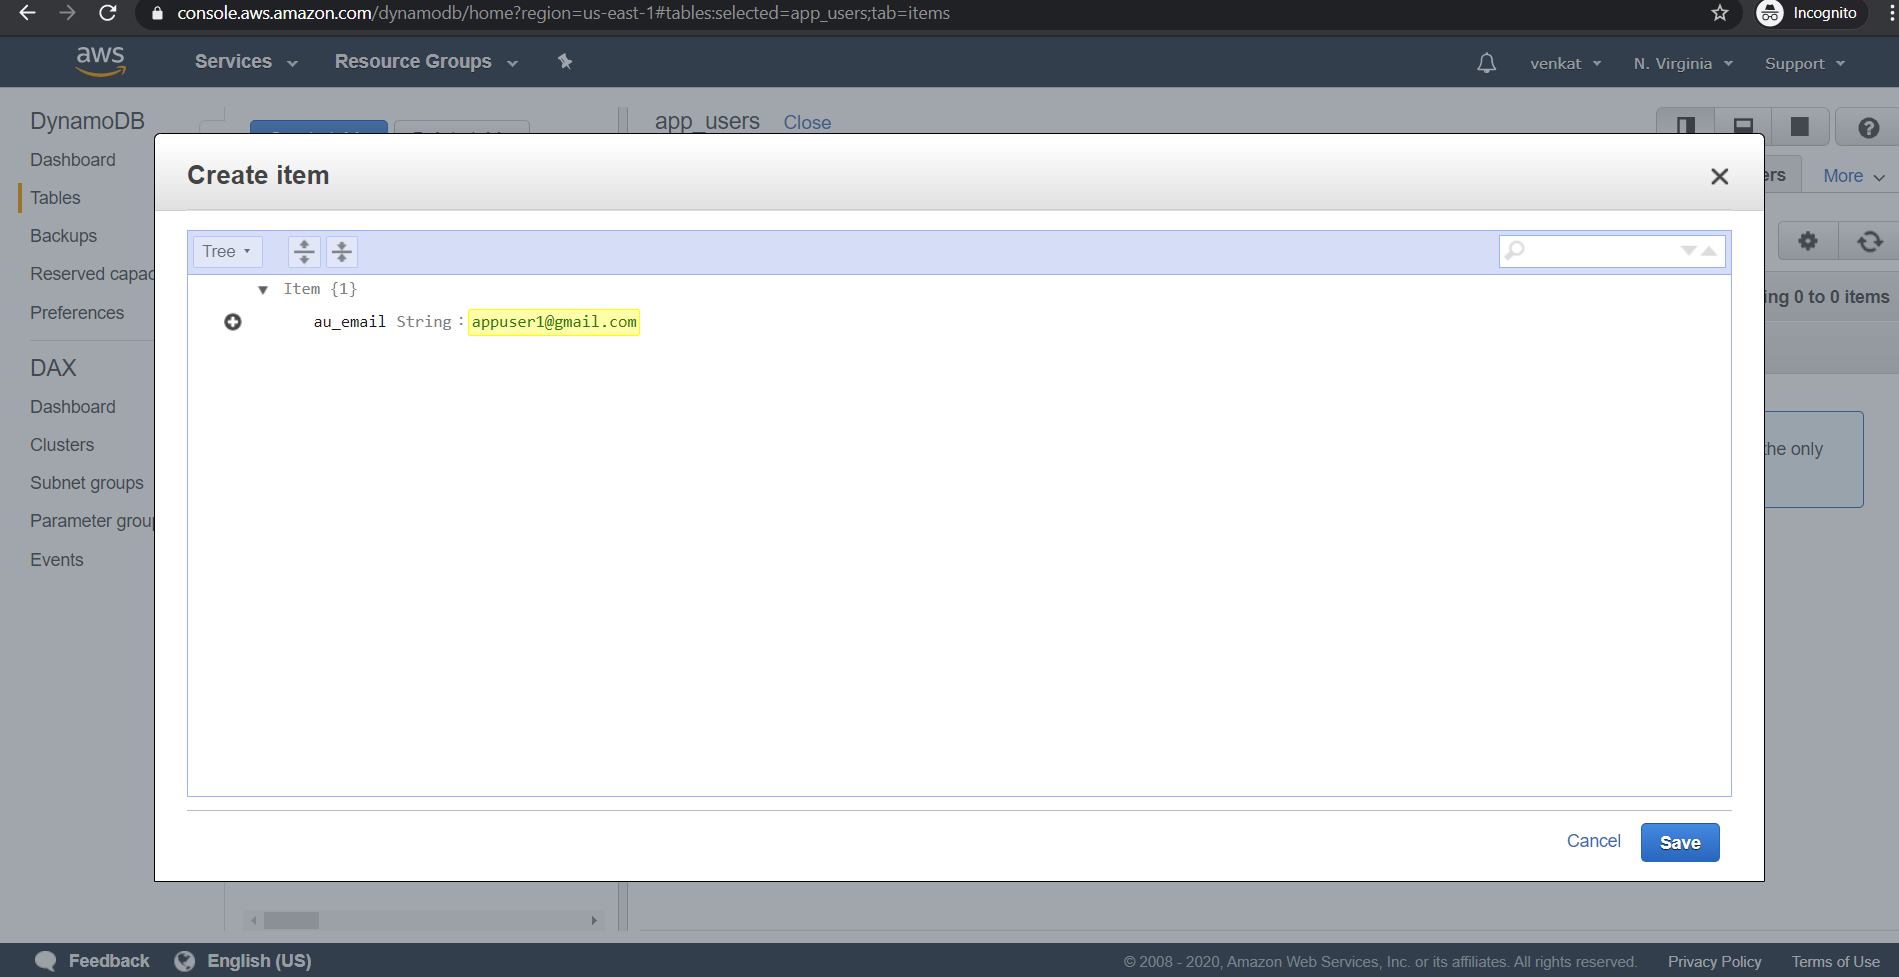 console.aws.amazon.com/dynamodb/home?region=us-east-1#tables:selected=app_users;tab=items
Incognito
aws
Services
Resource Groups
venkat
N. Virginia
Support
DynamoDB
Dashboard
Tables
Backups
Reserved capac
Preferences
DAX
Dashboard
Clusters
Subnet groups
Parameter group
Events
app_users Close
More
ing 0 to 0 items
the only
Create item
Tree
Item {1}
au_email String : appuser1@gmail.com
Cancel
Save
Feedback
English (US)
© 2008 - 2020, Amazon Web Services, Inc. or its affiliates. All rights reserved.
Privacy Policy
Terms of Use